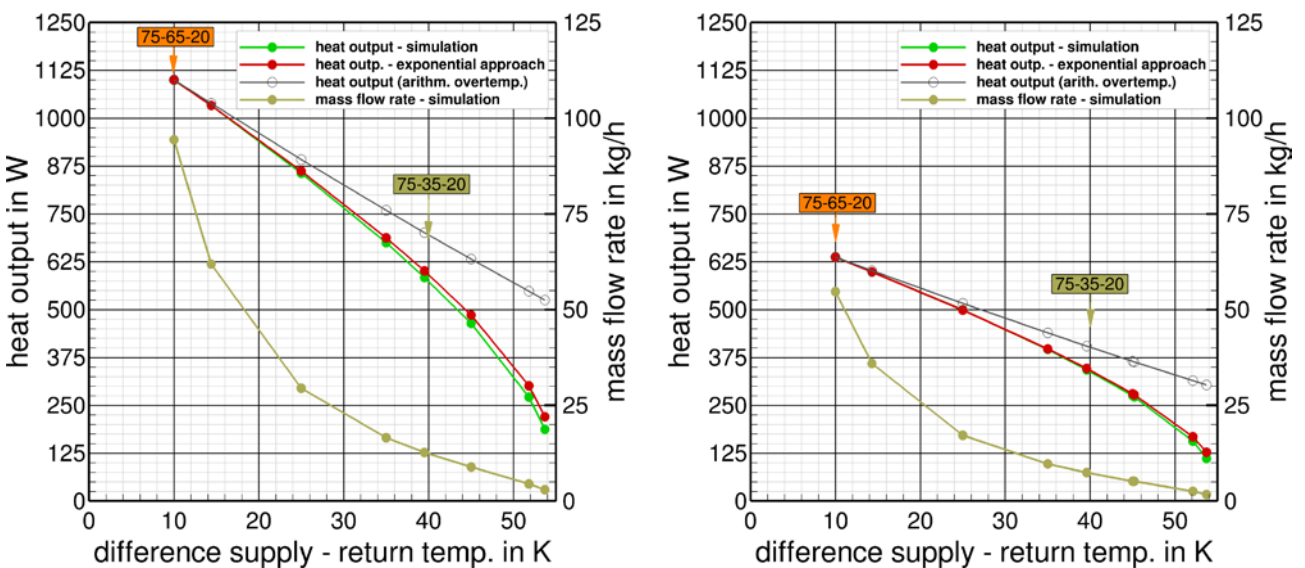 1250
1125
1000
875
750
625
500
375
250
125
0
heat output in W
75-65-20
heat output - simulation
heat outp. - exponential approach
heat output (arithm. overtemp.)
mass flow rate - simulation
75-35-20
125
100
75
50
25
0
mass flow rate in kg/h
0 10 20 30 40 50
difference supply - return temp. in K
1250
1125
1000
875
750
625
500
375
250
125
0
heat output in W
75-65-20
heat output - simulation
heat outp. - exponential approach
heat output (arith. overtemp.)
mass flow rate - simulation
75-35-20
125
100
75
50
25
0
mass flow rate in kg/h
0 10 20 30 40 50
difference supply - return temp. in K